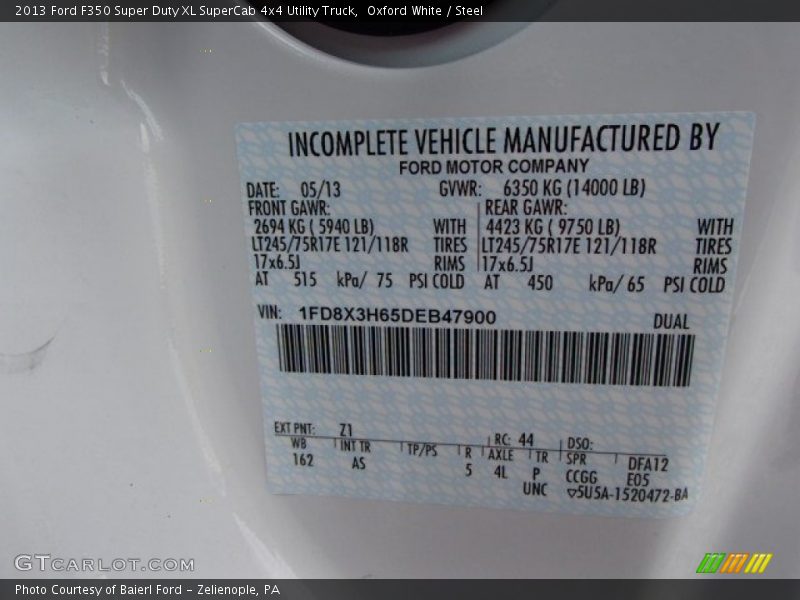 2013 Ford F350 Super Duty XL SuperCab 4x4 Utility Truck,  Oxford White / Steel
INCOMPLETE VEHICLE MANUFACTURED BY
FORD MOTOR COMPANY
DATE: 05/13 GVWR: 6350 KG (14000 LB)
FRONT GAWR: REAR GAWR:
2694 KG ( 5940 LB) WITH 4423 KG ( 9750 LB) WITH
LT245/75R17E 121/118R TIRES LT245/75R17E 121/118R TIRES
17x6.5J RIMS 17x6.5J RIMS
AT 515 kPa/ 75 PSI COLD AT 450 kPa/ 65 PSI COLD
VIN: 1FD8X3H65DEB47900 DUAL
EXT PNT: Z1 RC: 44 DSO:
WB INT TR TP/PS R AXLE TR SPR DFA12
162 AS 5 4L P CCGG E05
UNC ▽5U5A-1520472-BA
GTCARLOT.COM
Photo Courtesy of Baierl Ford - Zelienople, PA